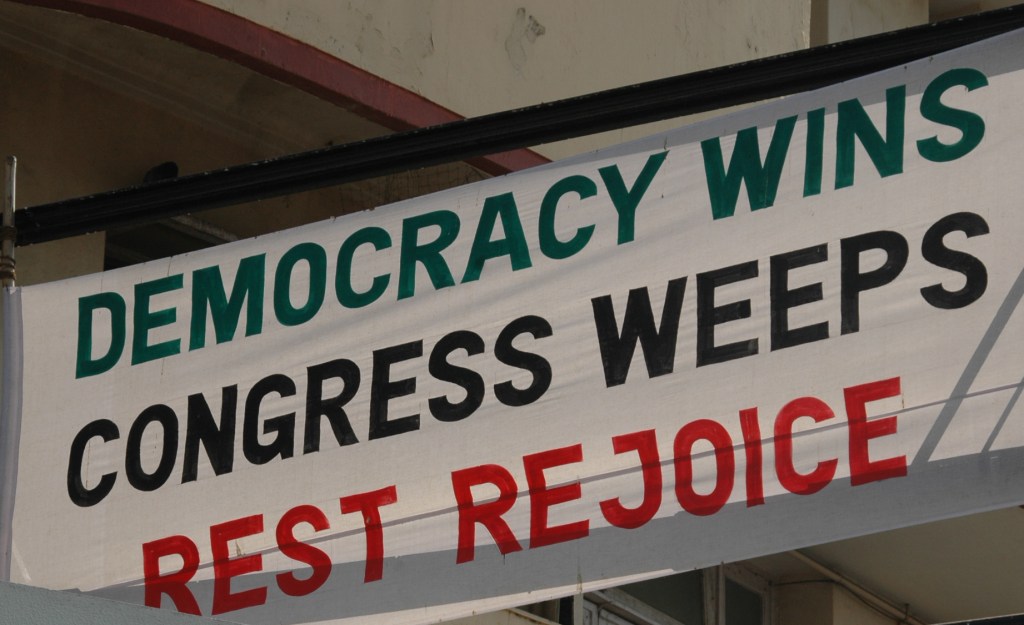 DEMOCRACY WINS
CONGRESS WEEPS
REST REJOICE